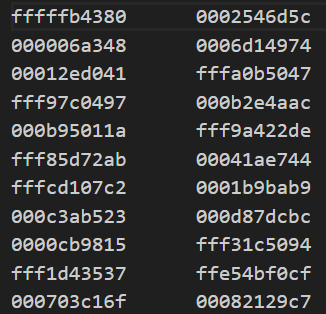 fffffb4380 0002546d5c
000006a348 0006d14974
00012ed041 fffa0b5047
fff97c0497 000b2e4aac
000b95011a fff9a422de
fff85d72ab 00041ae744
fffcd107c2 0001b9bab9
000c3ab523 000d87dcbc
0000cb9815 fff31c5094
fff1d43537 ffe54bf0cf
000703c16f 00082129c7